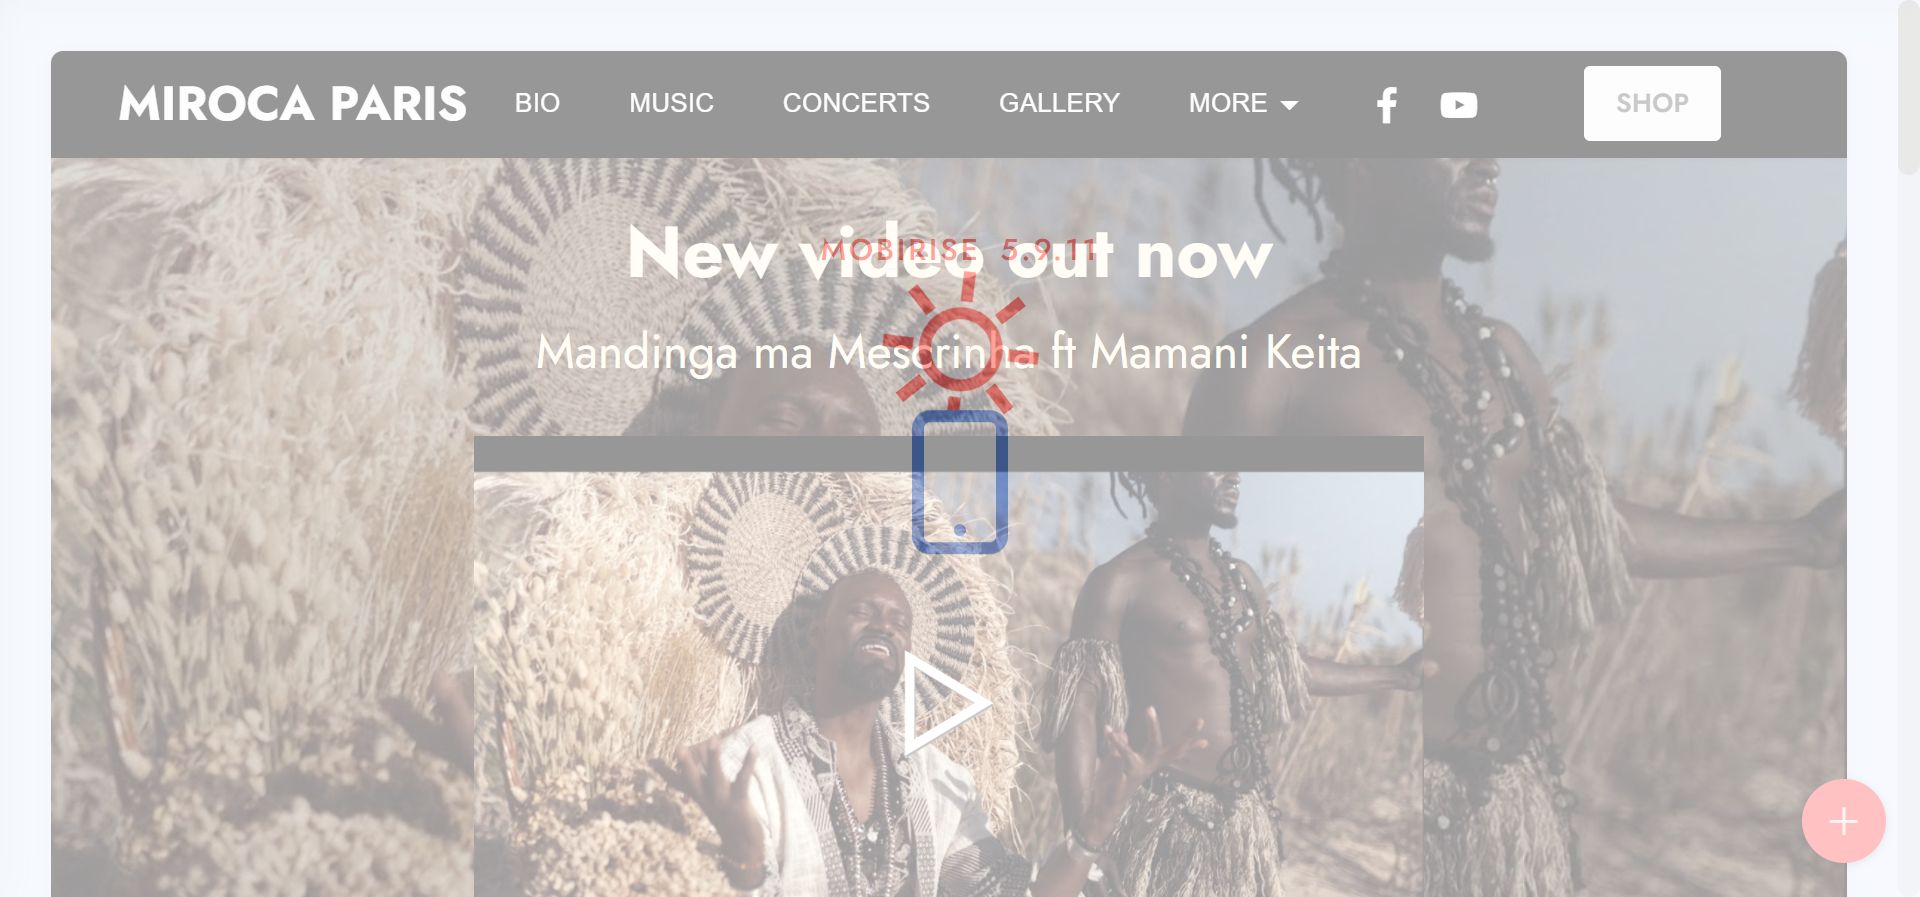 MIROCA PARIS BIO MUSIC CONCERTS GALLERY MORE SHOP
New video out now
MOBIRISE 5.9.11
Mandinga ma Mesorinha ft Mamani Keita